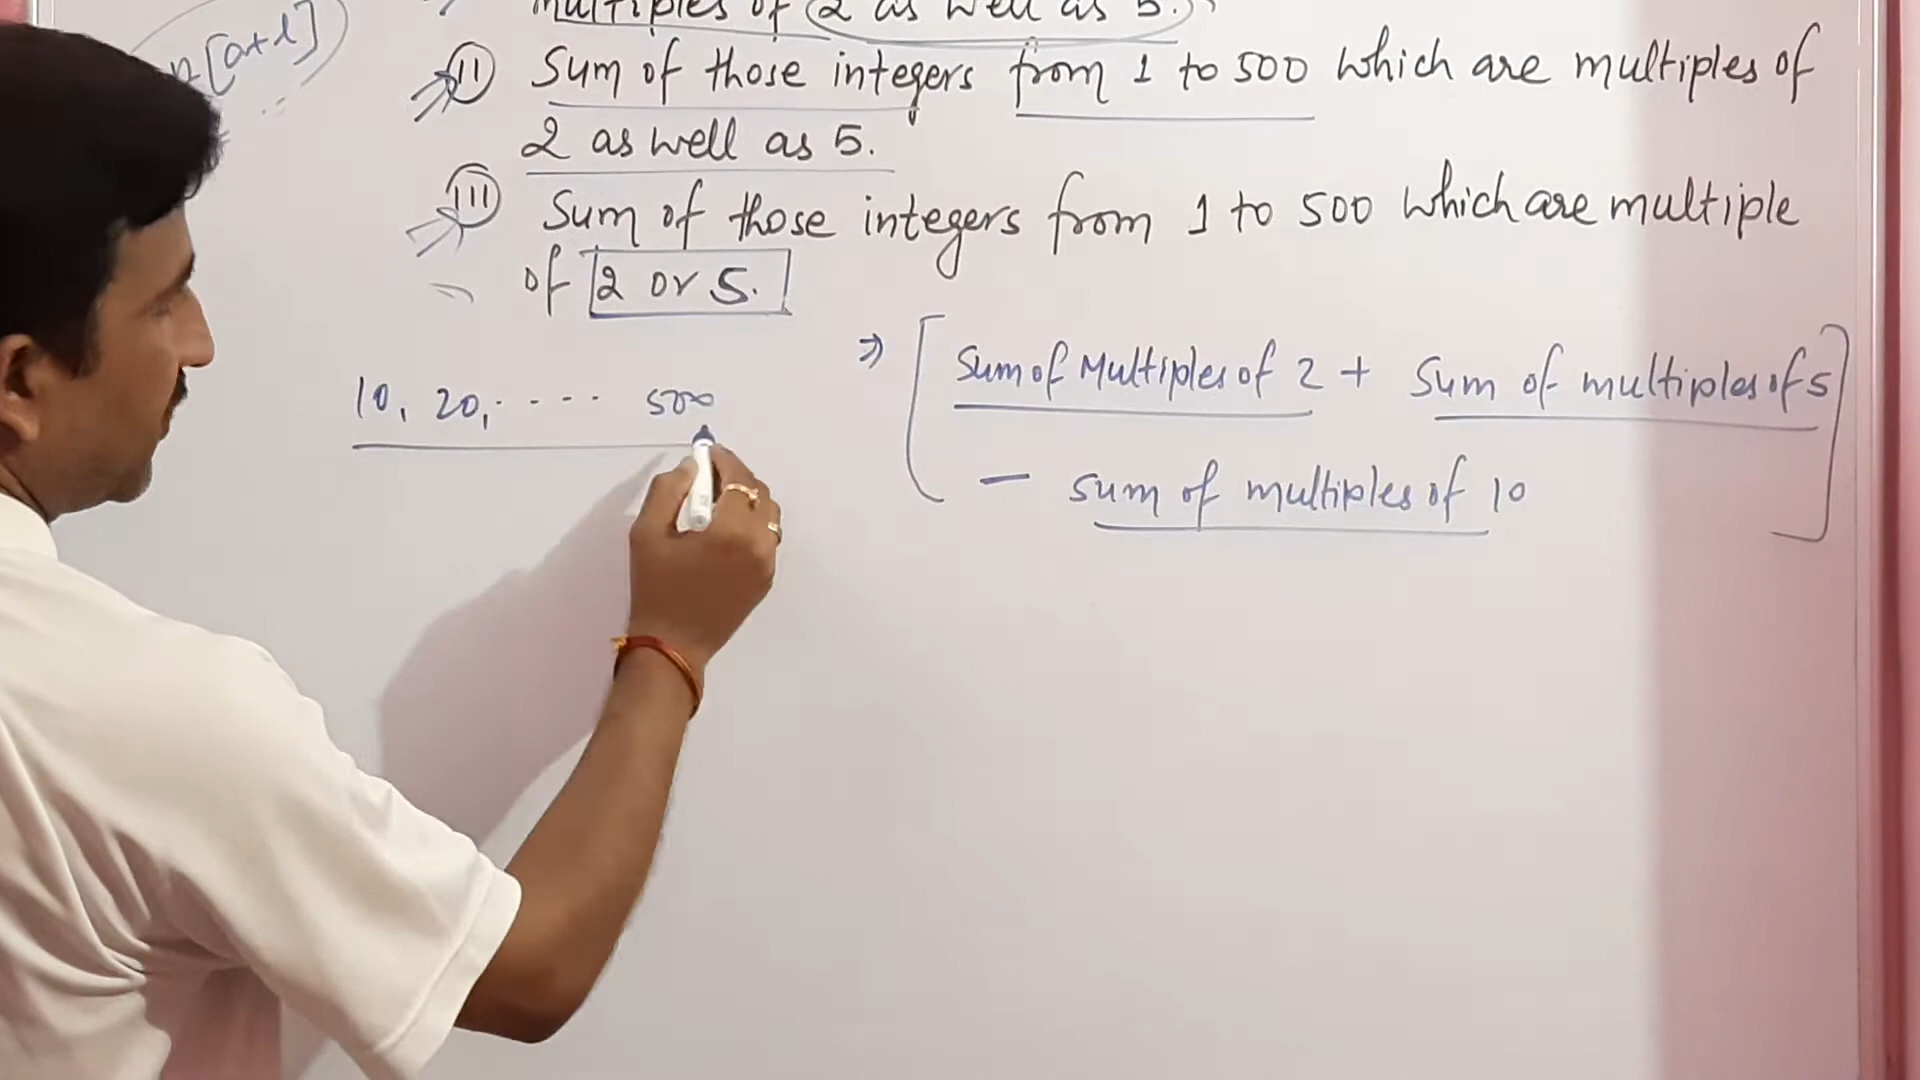 multiples of 2 as well as 5.
[a+l]
(II) Sum of those integers from 1 to 500 which are multiples of
2 as well as 5.
(III) Sum of those integers from 1 to 500 which are multiple
of 2 or 5.
10, 20, ..... 500
⇒ [Sum of Multiples of 2 + Sum of multiples of 5
— sum of multiples of 10]